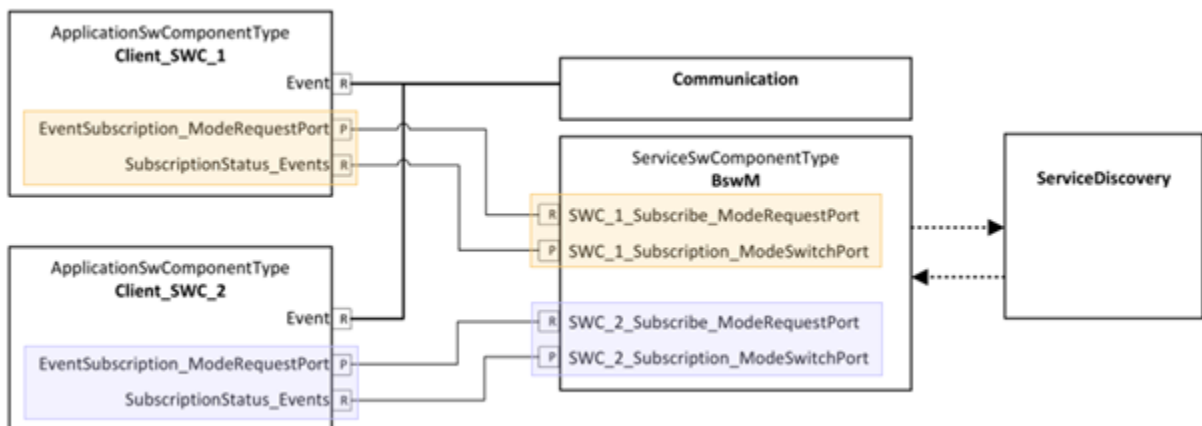 ApplicationSwComponentType
Client_SWC_1
Event R
EventSubscription_ModeRequestPort P
SubscriptionStatus_Events R
ApplicationSwComponentType
Client_SWC_2
Event R
EventSubscription_ModeRequestPort P
SubscriptionStatus_Events R
Communication
ServiceSwComponentType
BswM
R SWC_1_Subscribe_ModeRequestPort
P SWC_1_Subscription_ModeSwitchPort
R SWC_2_Subscribe_ModeRequestPort
P SWC_2_Subscription_ModeSwitchPort
ServiceDiscovery